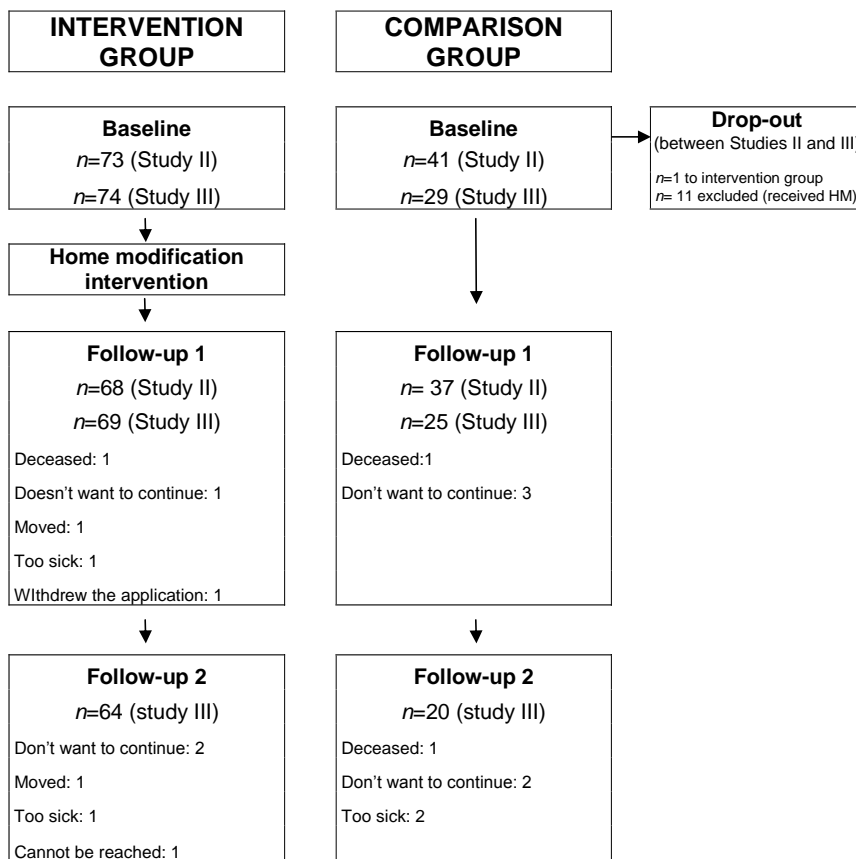 INTERVENTION
GROUP
COMPARISON
GROUP
Baseline
n=73 (Study II)
n=74 (Study III)
Baseline
n=41 (Study II)
n=29 (Study III)
Drop-out
(between Studies II and III)
n=1 to intervention group
n= 11 excluded (received HM)
Home modification
intervention
Follow-up 1
n=68 (Study II)
n=69 (Study III)
Deceased: 1
Doesn't want to continue: 1
Moved: 1
Too sick: 1
WIthdrew the application: 1
Follow-up 1
n= 37 (Study II)
n=25 (Study III)
Deceased:1
Don't want to continue: 3
Follow-up 2
n=64 (study III)
Don't want to continue: 2
Moved: 1
Too sick: 1
Cannot be reached: 1
Follow-up 2
n=20 (study III)
Deceased: 1
Don't want to continue: 2
Too sick: 2